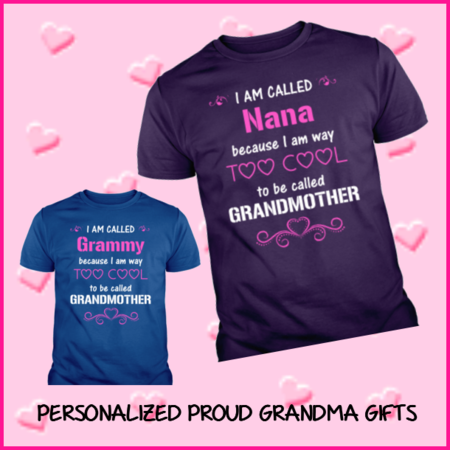 I AM CALLED
Nana
because I am way
TOO COOL
to be called
GRANDMOTHER
I AM CALLED
Grammy
because I am way
TOO COOL
to be called
GRANDMOTHER
PERSONALIZED PROUD GRANDMA GIFTS